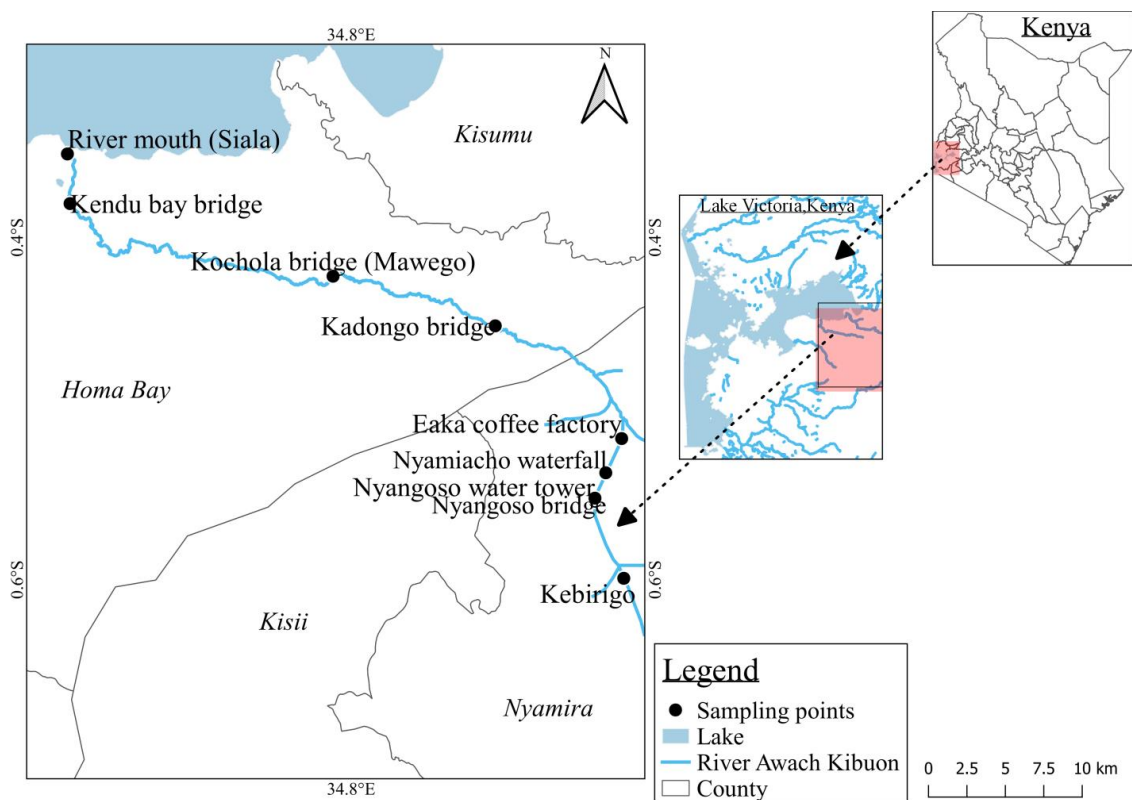 34.8°E
Kenya
N
Kisumu
River mouth (Siala)
Kendu bay bridge
Lake Victoria,Kenya
0.4°S
0.4°S
Kochola bridge (Mawego)
Kadongo bridge
Homa Bay
Eaka coffee factory
Nyamiacho waterfall
Nyangoso water tower
Nyangoso bridge
0.6°S
0.6°S
Kebirigo
Kisii
Nyamira
34.8°E
Legend
Sampling points
Lake
River Awach Kibuon
County
0 2.5 5 7.5 10 km